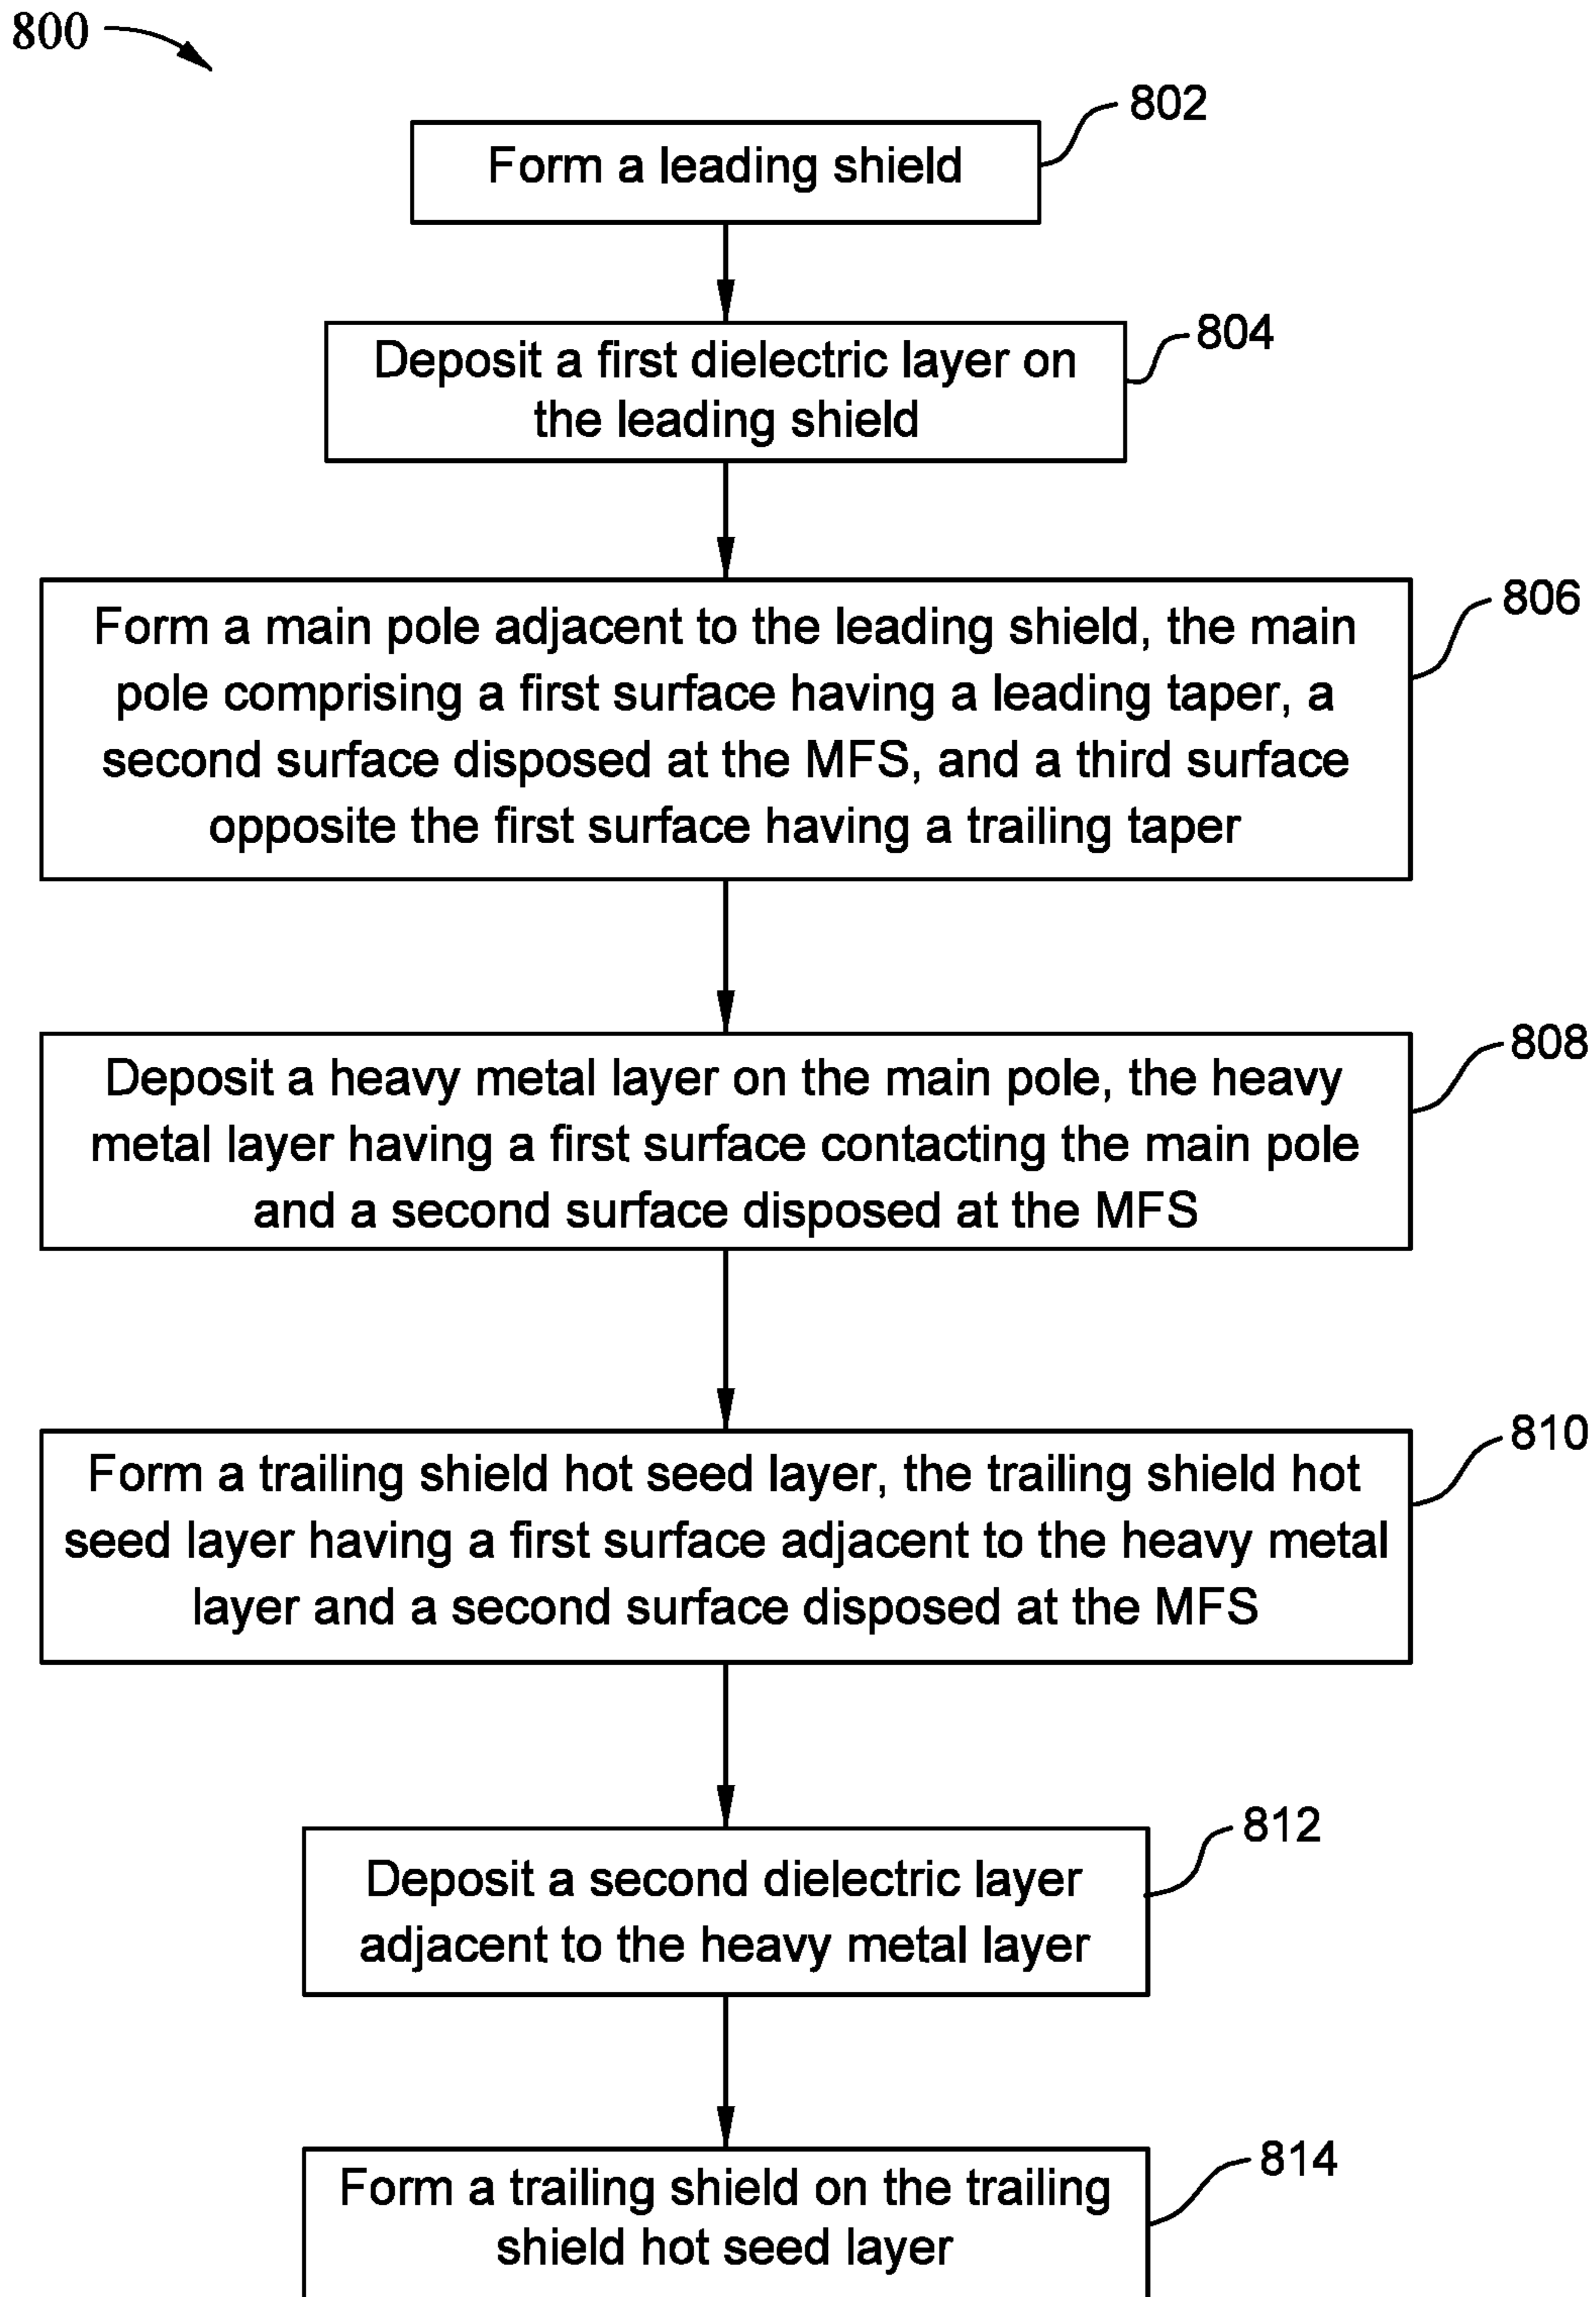 800
802
Form a leading shield
804
Deposit a first dielectric layer on
the leading shield
806
Form a main pole adjacent to the leading shield, the main
pole comprising a first surface having a leading taper, a
second surface disposed at the MFS, and a third surface
opposite the first surface having a trailing taper
808
Deposit a heavy metal layer on the main pole, the heavy
metal layer having a first surface contacting the main pole
and a second surface disposed at the MFS
810
Form a trailing shield hot seed layer, the trailing shield hot
seed layer having a first surface adjacent to the heavy metal
layer and a second surface disposed at the MFS
812
Deposit a second dielectric layer
adjacent to the heavy metal layer
814
Form a trailing shield on the trailing
shield hot seed layer